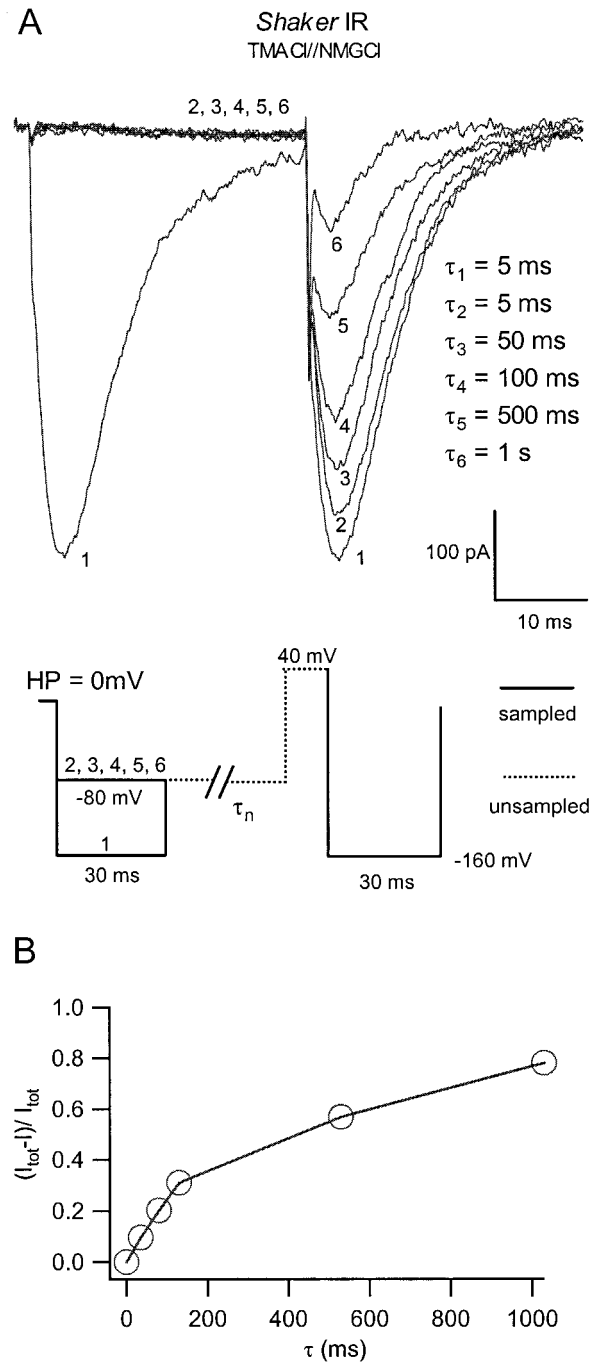 A
Shaker IR
TMACl//NMGCl
2, 3, 4, 5, 6
6
5
4
3
2
1
1
τ1 = 5 ms
τ2 = 5 ms
τ3 = 50 ms
τ4 = 100 ms
τ5 = 500 ms
τ6 = 1 s
100 pA
10 ms
HP = 0mV
40 mV
sampled
2, 3, 4, 5, 6
-80 mV
τn
unsampled
1
-160 mV
30 ms
30 ms
B
(Itot-I)/ Itot
1.0
0.8
0.6
0.4
0.2
0.0
0
200
400
600
800
1000
τ (ms)